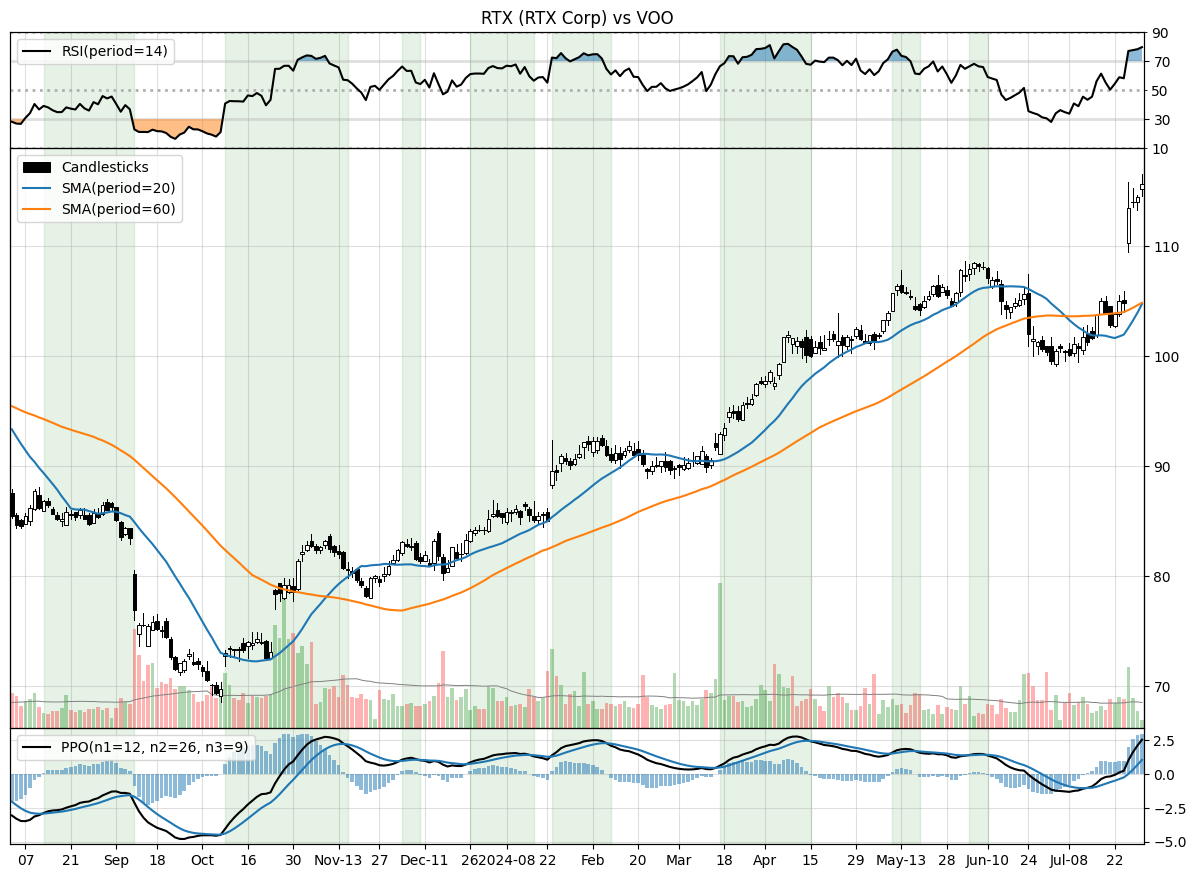 RTX (RTX Corp) vs VOO
RSI(period=14)
90
70
50
30
10
Candlesticks
SMA(period=20)
SMA(period=60)
110
100
90
80
70
PPO(n1=12, n2=26, n3=9)
2.5
0.0
−2.5
−5.0
07 21 Sep 18 Oct 16 30 Nov-13 27 Dec-11 26 2024-08 22 Feb 20 Mar 18 Apr 15 29 May-13 28 Jun-10 24 Jul-08 22